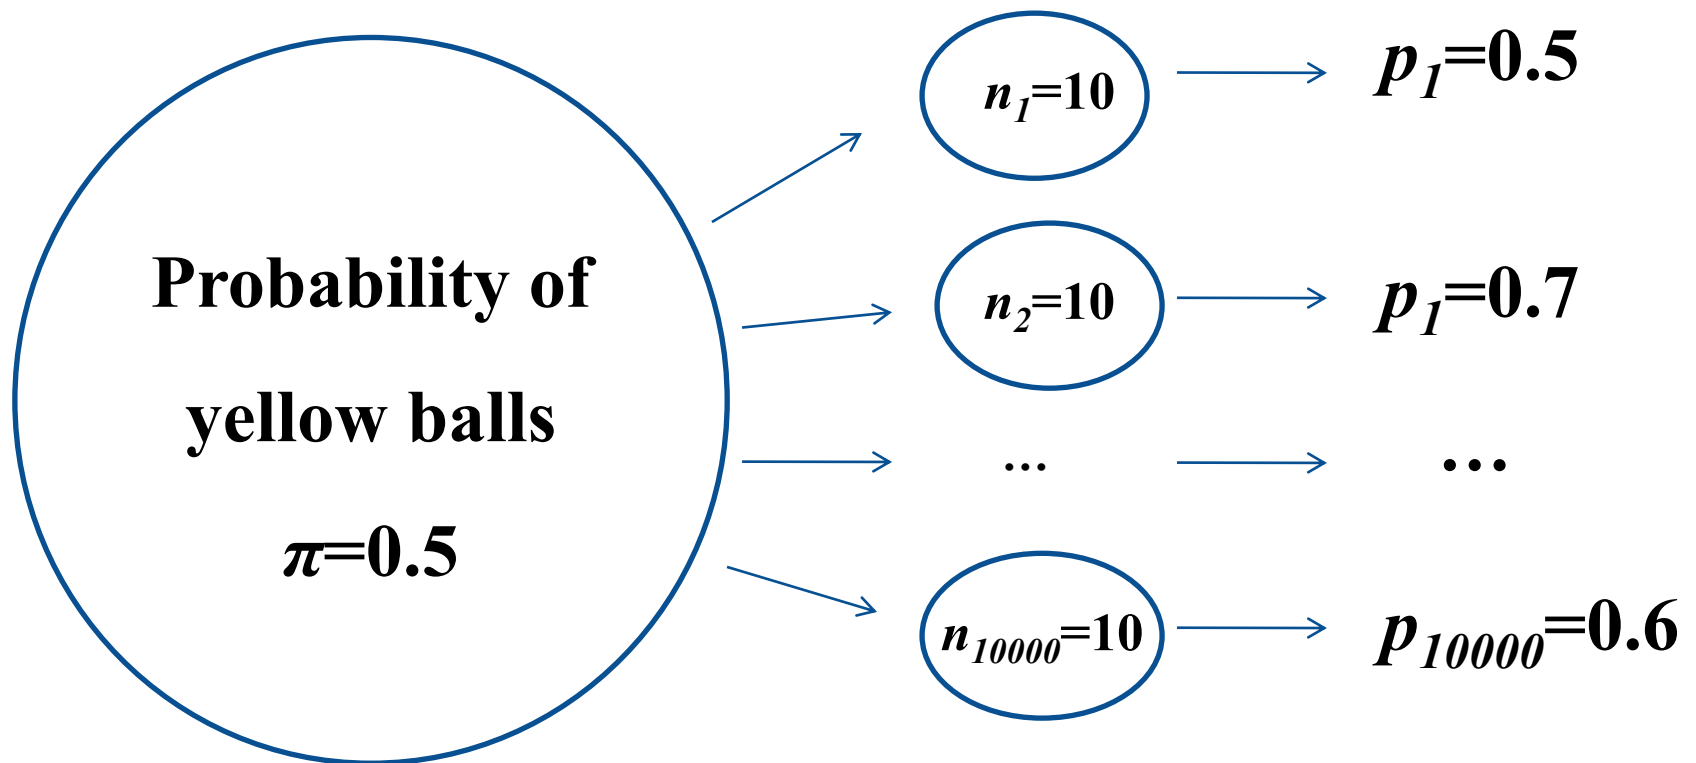 Probability of
yellow balls
π=0.5
n₁=10
p₁=0.5
n₂=10
p₁=0.7
...
...
n₁₀₀₀₀=10
p₁₀₀₀₀=0.6